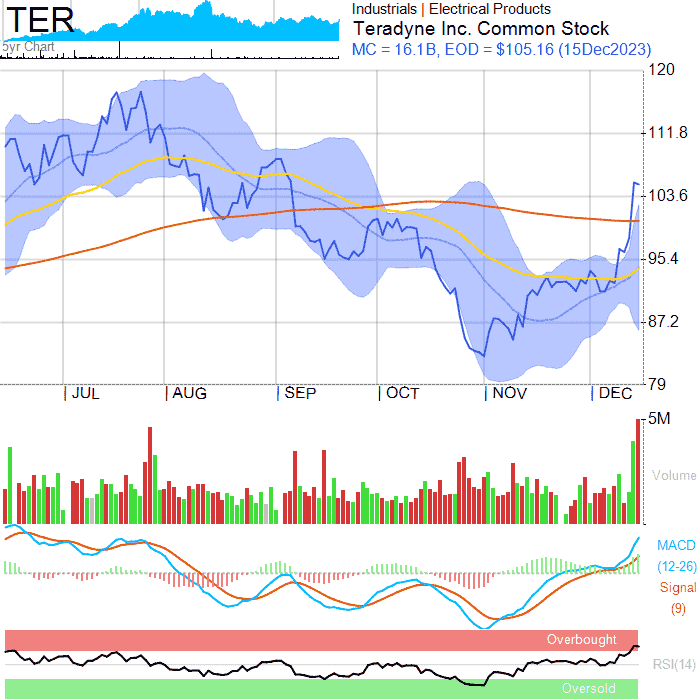 TER
5yr Chart
Industrials | Electrical Products
Teradyne Inc. Common Stock
MC = 16.1B, EOD = $105.16 (15Dec2023)
120
111.8
103.6
95.4
87.2
79
JUL AUG SEP OCT NOV DEC
5M
Volume
MACD
(12-26)
Signal
(9)
Overbought
RSI(14)
Oversold